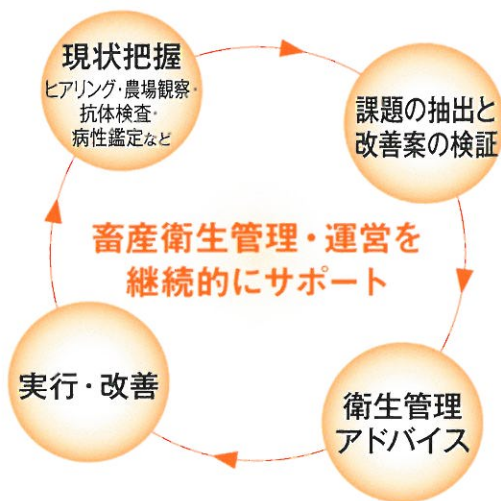 現状把握
ヒアリング・農場観察・
抗体検査・
病性鑑定など
課題の抽出と
改善案の検証
畜産衛生管理・運営を
継続的にサポート
実行・改善
衛生管理
アドバイス